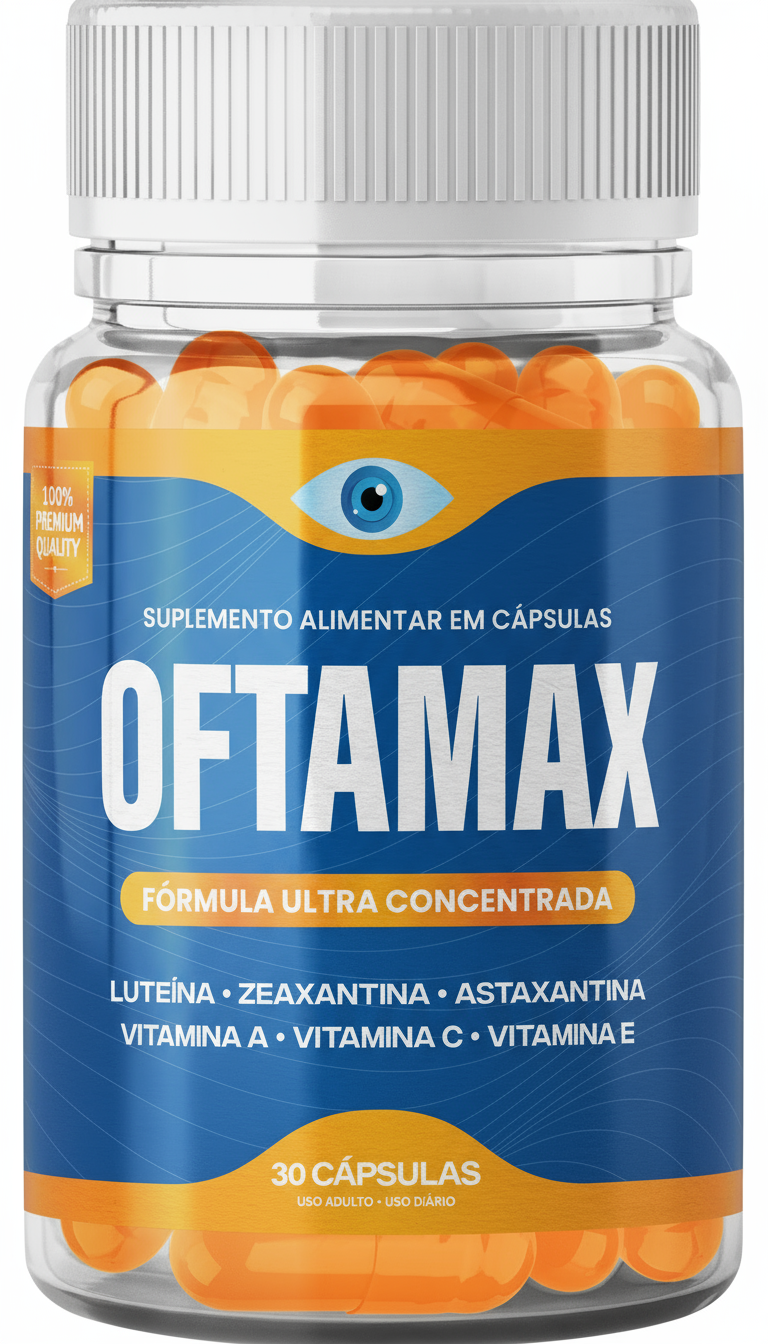 100%
PREMIUM
QUALITY
SUPLEMENTO ALIMENTAR EM CÁPSULAS
OFTAMAX
FÓRMULA ULTRA CONCENTRADA
LUTEÍNA • ZEAXANTINA • ASTAXANTINA
VITAMINA A • VITAMINA C • VITAMINA E
30 CÁPSULAS
USO ADULTO • USO DIÁRIO